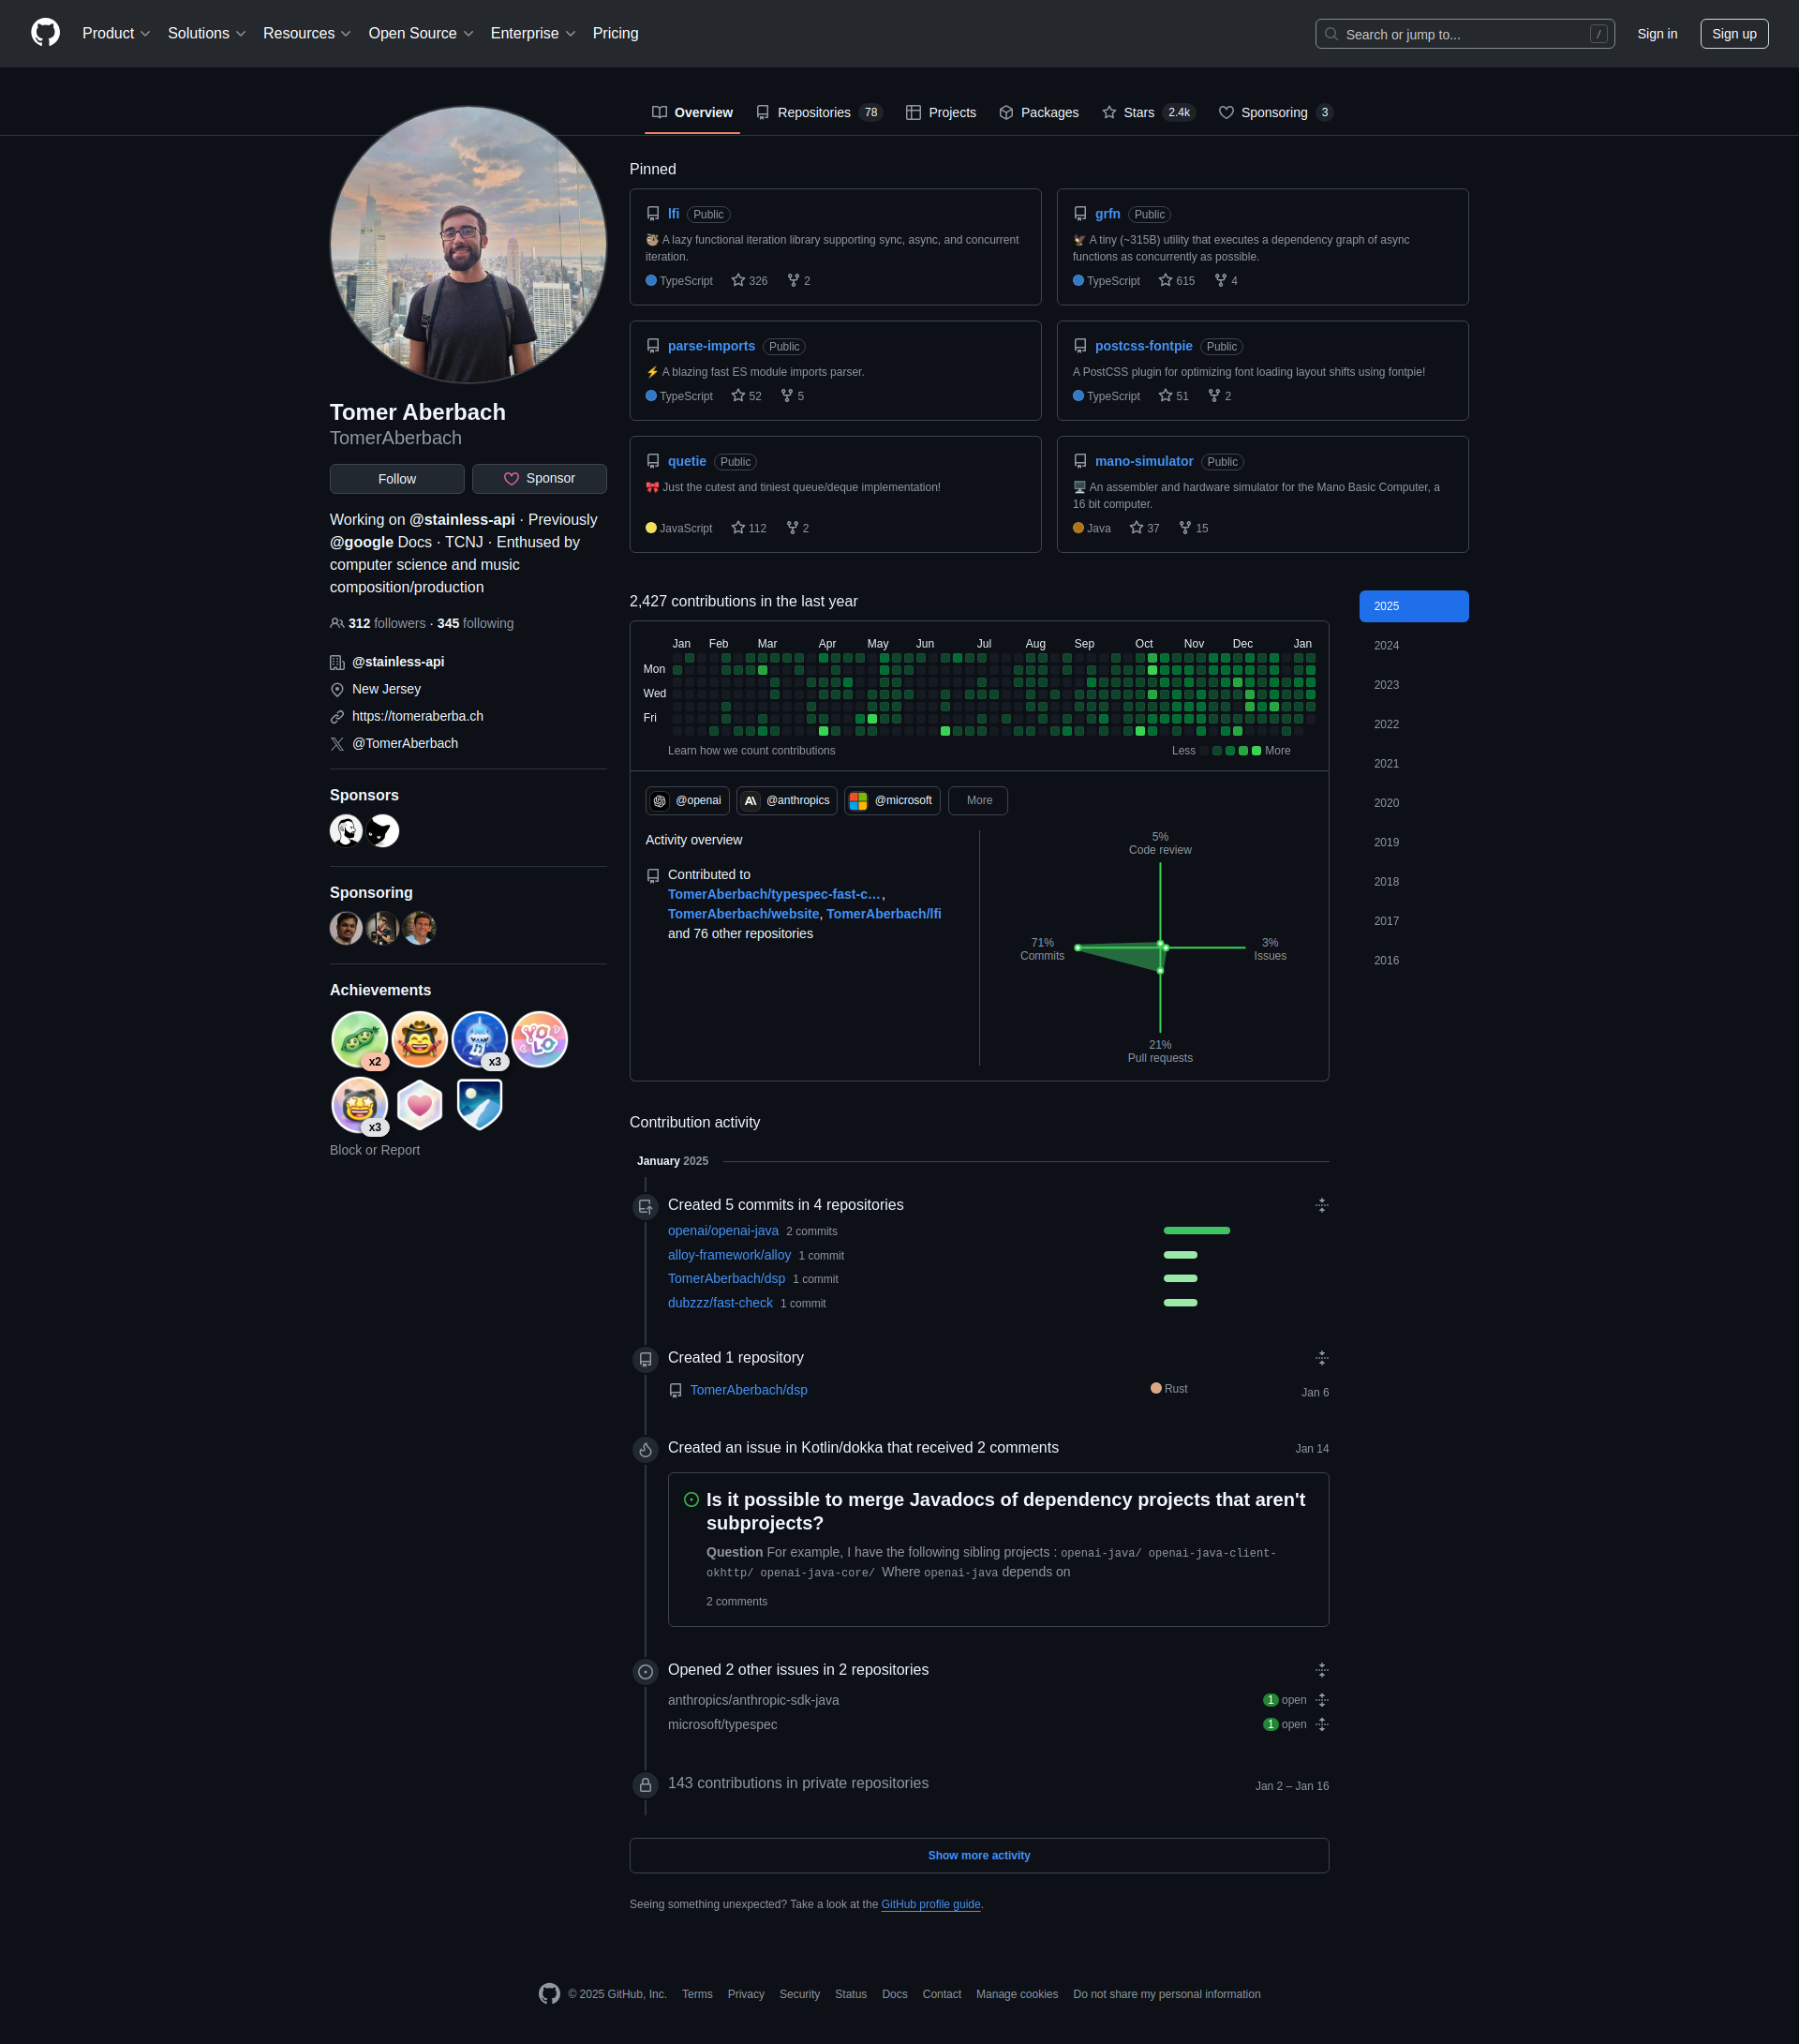 Product Solutions Resources Open Source Enterprise Pricing
Search or jump to... /
Sign in
Sign up
Overview Repositories 78 Projects Packages Stars 2.4k Sponsoring 3
Tomer Aberbach
TomerAberbach
Follow
Sponsor
Working on @stainless-api · Previously
@google Docs · TCNJ · Enthused by
computer science and music
composition/production
312 followers · 345 following
@stainless-api
New Jersey
https://tomeraberba.ch
@TomerAberbach
Sponsors
Sponsoring
Achievements
x2
x3
YOLO
x3
Block or Report
Pinned
lfi Public
🦥 A lazy functional iteration library supporting sync, async, and concurrent
iteration.
TypeScript 326 2
grfn Public
🦅 A tiny (~315B) utility that executes a dependency graph of async
functions as concurrently as possible.
TypeScript 615 4
parse-imports Public
⚡ A blazing fast ES module imports parser.
TypeScript 52 5
postcss-fontpie Public
A PostCSS plugin for optimizing font loading layout shifts using fontpie!
TypeScript 51 2
quetie Public
🎀 Just the cutest and tiniest queue/deque implementation!
JavaScript 112 2
mano-simulator Public
🖥️ An assembler and hardware simulator for the Mano Basic Computer, a
16 bit computer.
Java 37 15
2,427 contributions in the last year
Jan Feb Mar Apr May Jun Jul Aug Sep Oct Nov Dec Jan
Mon
Wed
Fri
Learn how we count contributions
Less More
@openai @anthropics @microsoft More
Activity overview
Contributed to
TomerAberbach/typespec-fast-c…,
TomerAberbach/website, TomerAberbach/lfi
and 76 other repositories
5%
Code review
71%
Commits
3%
Issues
21%
Pull requests
2025
2024
2023
2022
2021
2020
2019
2018
2017
2016
Contribution activity
January 2025
Created 5 commits in 4 repositories
openai/openai-java 2 commits
alloy-framework/alloy 1 commit
TomerAberbach/dsp 1 commit
dubzzz/fast-check 1 commit
Created 1 repository
TomerAberbach/dsp Rust Jan 6
Created an issue in Kotlin/dokka that received 2 comments Jan 14
Is it possible to merge Javadocs of dependency projects that aren't
subprojects?
Question For example, I have the following sibling projects : openai-java/ openai-java-client-
okhttp/ openai-java-core/ Where openai-java depends on
2 comments
Opened 2 other issues in 2 repositories
anthropics/anthropic-sdk-java 1 open
microsoft/typespec 1 open
143 contributions in private repositories Jan 2 – Jan 16
Show more activity
Seeing something unexpected? Take a look at the GitHub profile guide.
© 2025 GitHub, Inc. Terms Privacy Security Status Docs Contact Manage cookies Do not share my personal information